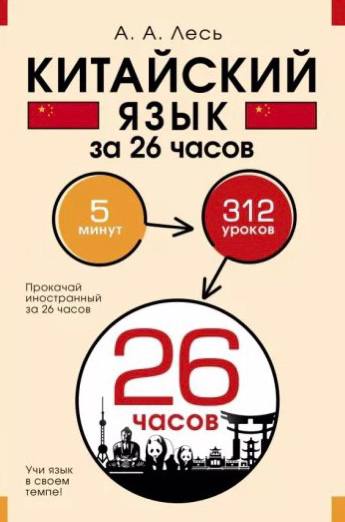 А. А. Лесь
КИТАЙСКИЙ
ЯЗЫК
за 26 часов
5
минут
312
уроков
Прокачай
иностранный
за 26 часов
26
часов
Учи язык
в своем
темпе!